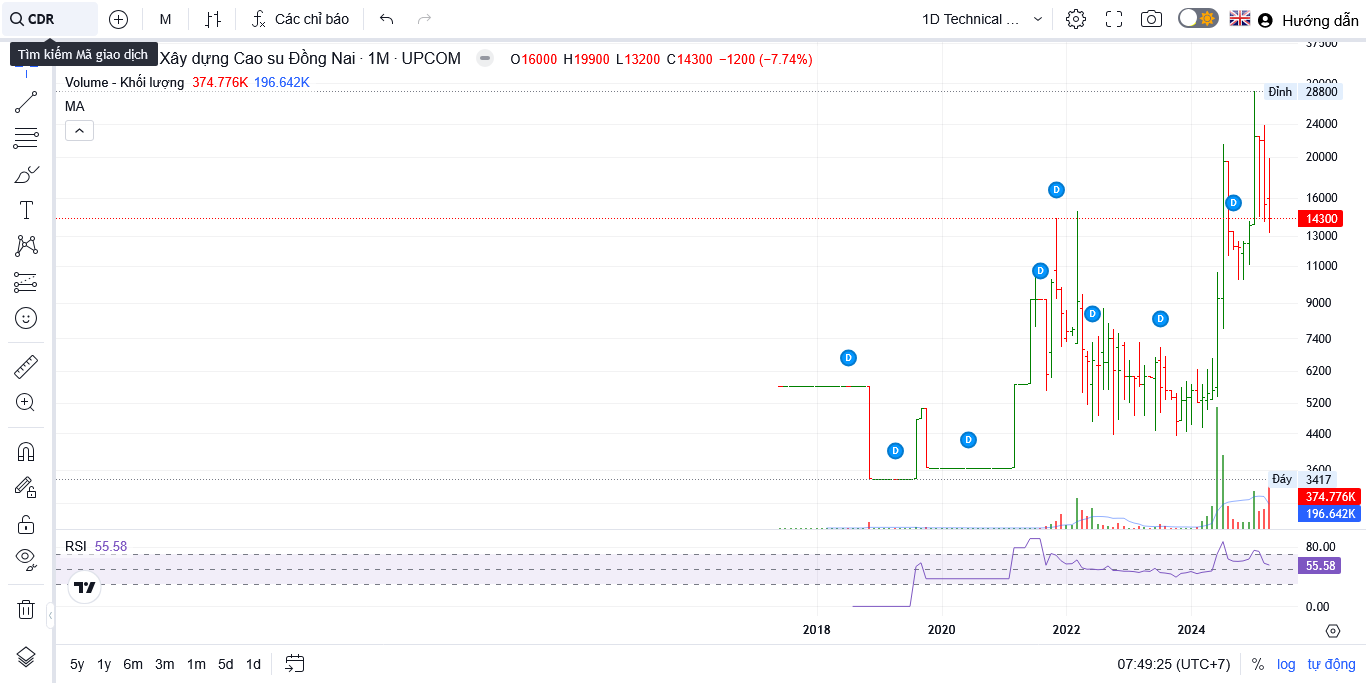 CDR M Các chỉ báo 1D Technical ... Hướng dẫn
Tìm kiếm Mã giao dịch Xây dựng Cao su Đồng Nai · 1M · UPCOM O16000 H19900 L13200 C14300 −1200 (−7.74%)
Volume - Khối lượng 374.776K 196.642K
MA
37500
30000
Đỉnh 28800
24000
20000
16000
14300
13000
11000
9000
7400
6200
5200
4400
3600
Đáy 3417
374.776K
196.642K
D
D
D
D
D
D
D
D
RSI 55.58
80.00
55.58
0.00
2018 2020 2022 2024
5y 1y 6m 3m 1m 5d 1d 07:49:25 (UTC+7) % log tự động